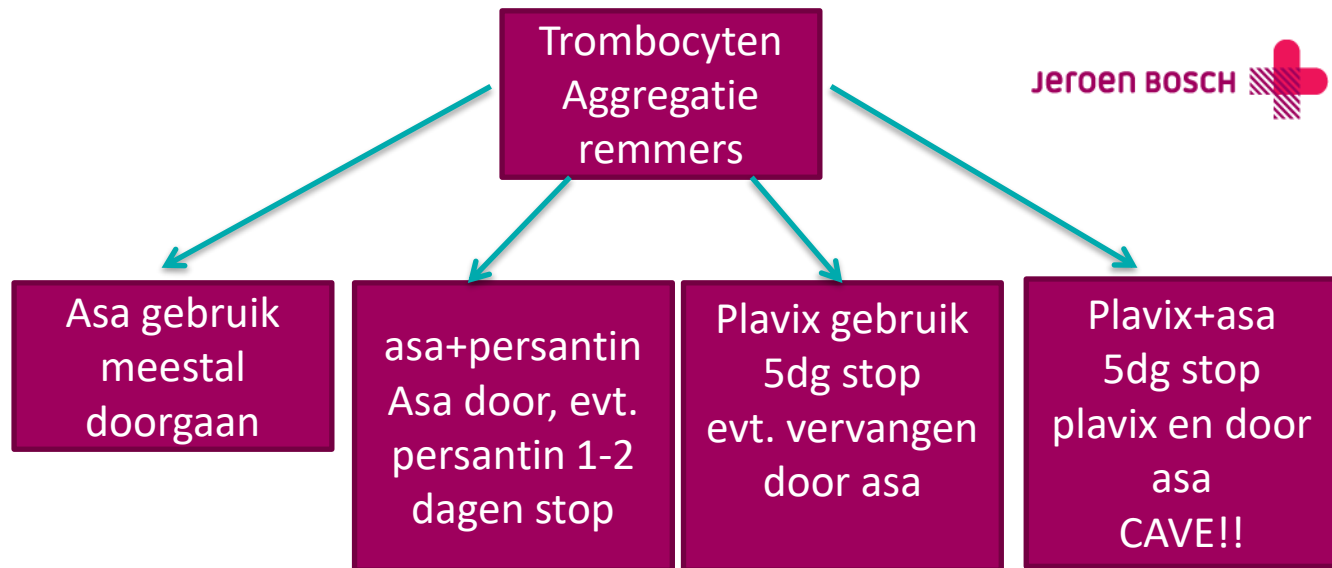 Trombocyten
Aggregatie
remmers
Jeroen Bosch
Asa gebruik
meestal
doorgaan
asa+persantin
Asa door, evt.
persantin 1-2
dagen stop
Plavix gebruik
5dg stop
evt. vervangen
door asa
Plavix+asa
5dg stop
plavix en door
asa
CAVE!!